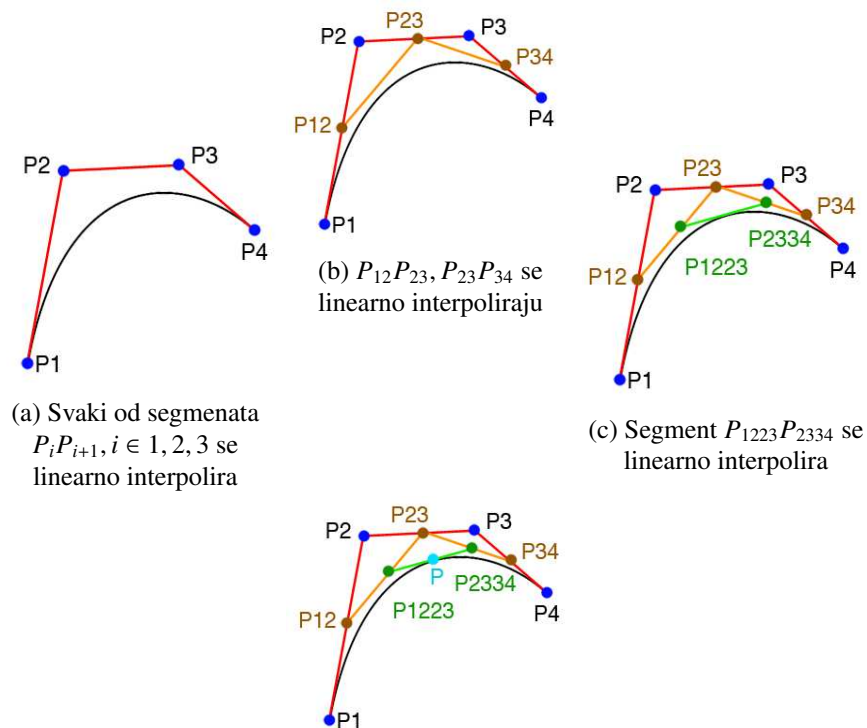 P2
P3
P4
P1
(a) Svaki od segmenata
P_iP_{i+1}, i ∈ 1, 2, 3 se
linearno interpolira
P23
P2
P3
P34
P12
P4
P1
(b) P_{12}P_{23}, P_{23}P_{34} se
linearno interpoliraju
P23
P3
P2
P34
P2334
P12
P1223
P4
P1
(c) Segment P_{1223}P_{2334} se
linearno interpolira
P23
P3
P2
P34
P
P2334
P1223
P4
P12
P1